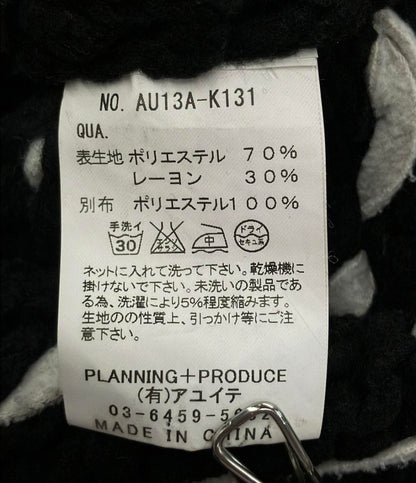 NO. AU13A-K131
QUA.
表生地 ポリエステル 70%
レーヨン 30%
別布 ポリエステル100%
手洗イ 30 エンソ 中 ドライ セキユ系
ネットに入れて洗って下さい。乾燥機に
掛けないで下さい。未洗いの製品であ
る為、洗濯により5%程度縮みます。
生地のの性質上、引っかけ等にご注
意下さい。
PLANNING+PRODUCE
(有)アユイテ
MADE IN CHINA